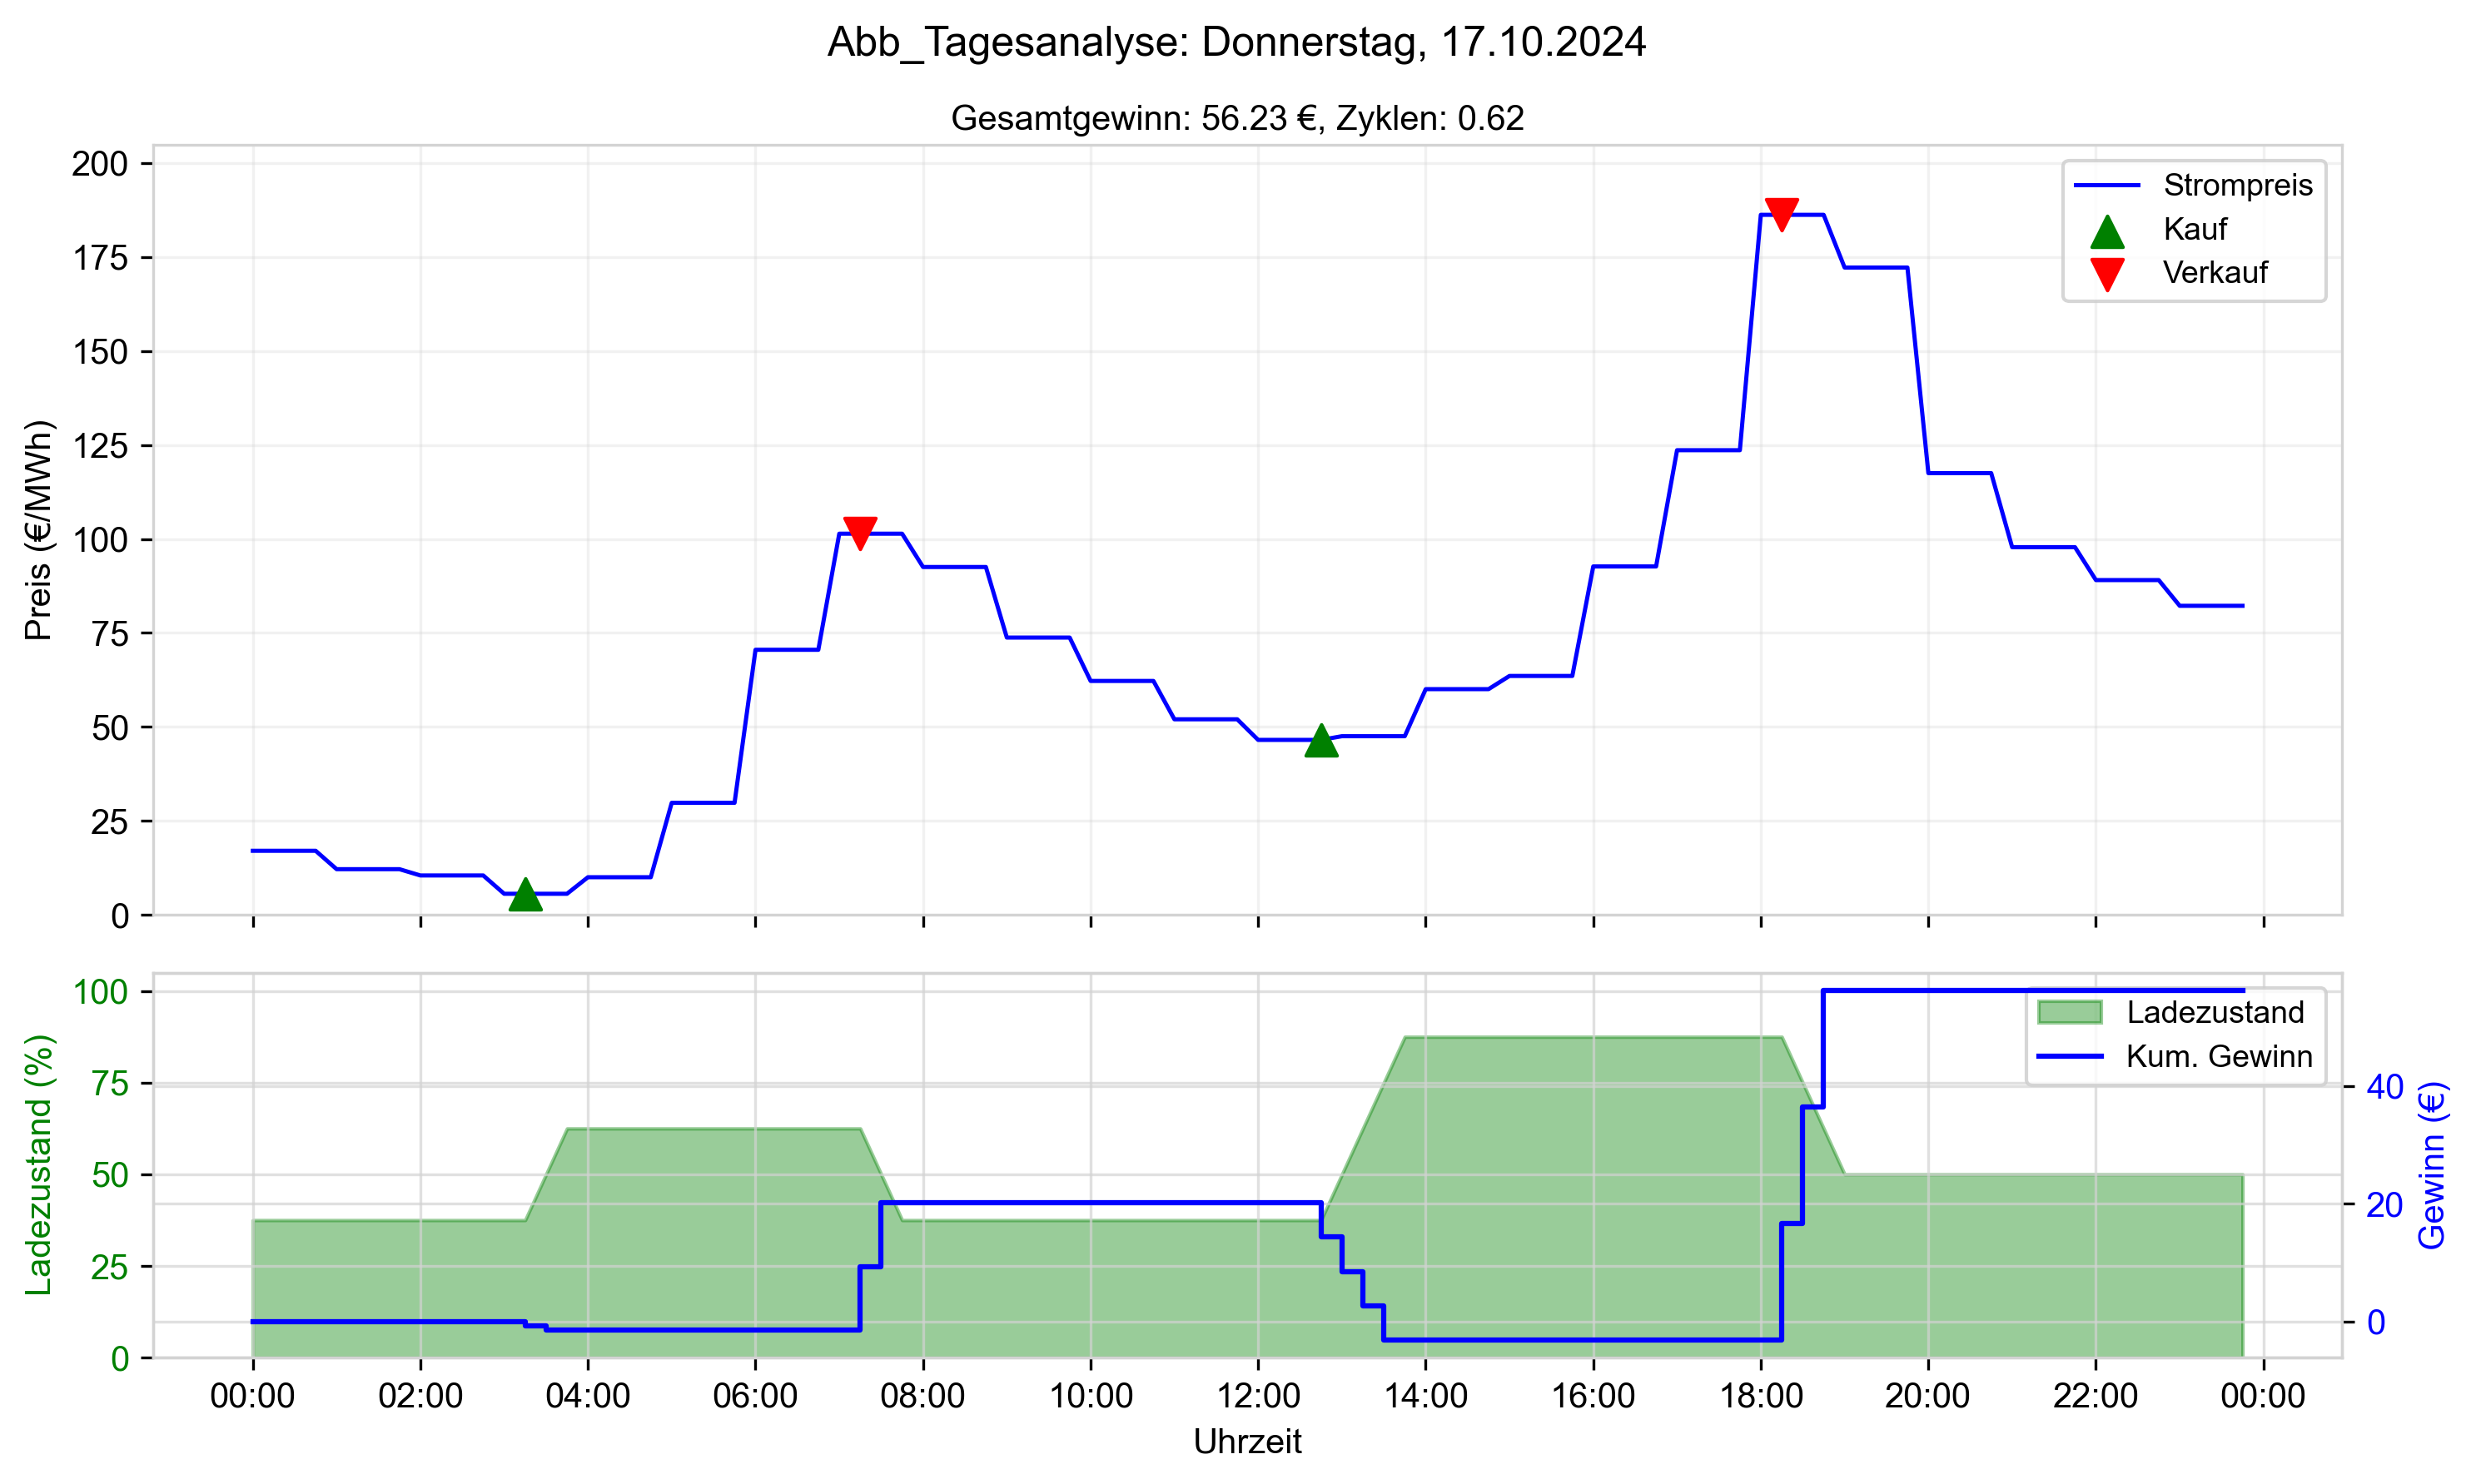 Abb_Tagesanalyse: Donnerstag, 17.10.2024
Gesamtgewinn: 56.23 €, Zyklen: 0.62
Preis (€/MWh)
200
175
150
125
100
75
50
25
0
Strompreis
Kauf
Verkauf
Ladezustand (%)
100
75
50
25
0
Ladezustand
Kum. Gewinn
40
20
0
Gewinn (€)
00:00 02:00 04:00 06:00 08:00 10:00 12:00 14:00 16:00 18:00 20:00 22:00 00:00
Uhrzeit